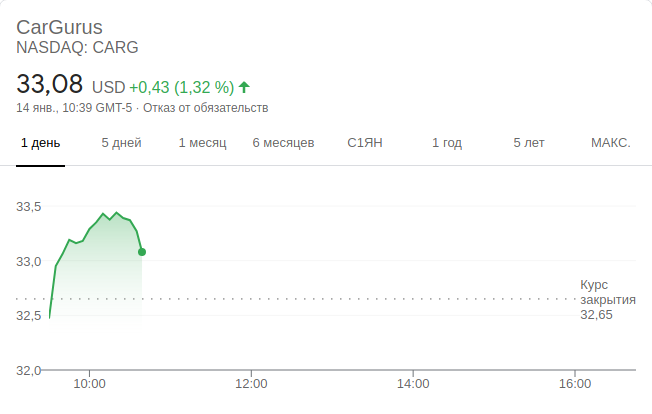 CarGurus
NASDAQ: CARG
33,08 USD +0,43 (1,32 %)
14 янв., 10:39 GMT-5 · Отказ от обязательств
1 день 5 дней 1 месяц 6 месяцев С1ЯН 1 год 5 лет МАКС.
33,5
33,0
Курс
закрытия
32,5 32,65
32,0
10:00 12:00 14:00 16:00